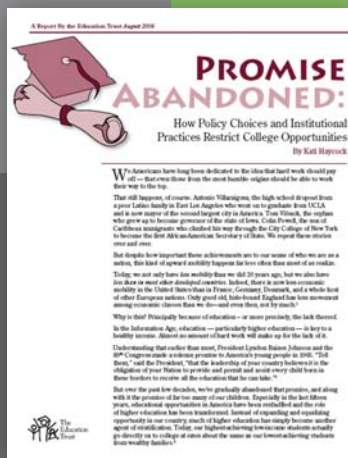 A Report By the Education Trust August 2006
PROMISE
ABANDONED:
How Policy Choices and Institutional
Practices Restrict College Opportunities
By Kati Haycock
We Americans have long been dedicated to the idea that hard work should pay
off — that even those from the most humble origins should be able to work
their way to the top.
That still happens, of course. Antonio Villaraigosa, the high school dropout from
a poor Latino family in East Los Angeles who went on to graduate from UCLA
and is now mayor of the second largest city in America. Tom Vilsack, the orphan
who grew up to become governor of the state of Iowa. Colin Powell, the son of
Caribbean immigrants who climbed his way through the City College of New York
to become the first African-American Secretary of State. We repeat these stories
over and over.
But despite how important these achievements are to our sense of who we are as a
nation, this kind of upward mobility happens far less often than most of us realize.
Today, we not only have less mobility than we did 20 years ago, but we also have
less than in most other developed countries. Indeed, there is now less economic
mobility in the United States than in France, Germany, Denmark, and a whole host
of other European nations. Only good, old, hide-bound England has less movement
among economic classes than we do—and even then, not by much.
Why is this? Principally because of education – or more precisely, the lack thereof.
In the Information Age, education — particularly higher education — is key to a
healthy income. Almost no amount of hard work will make up for the lack of it.
Understanding that earlier than most, President Lyndon Baines Johnson and the
89th Congress made a solemn promise to America's young people in 1965. "Tell
them," said the President, "that the leadership of your country believes it is the
obligation of your Nation to provide and permit and assist every child born in
these borders to receive all the education that he can take."
But over the past few decades, we've gradually abandoned that promise, and along
with it the promise of far too many of our children. Especially in the last fifteen
years, educational opportunities in America have been reshuffled and the role
of higher education has been transformed. Instead of expanding and equalizing
opportunity in our country, much of higher education has simply become another
agent of stratification. Today, our highest-achieving low-income students actually
go directly on to college at rates about the same as our lowest-achieving students
from wealthy families.
The
Education
Trust